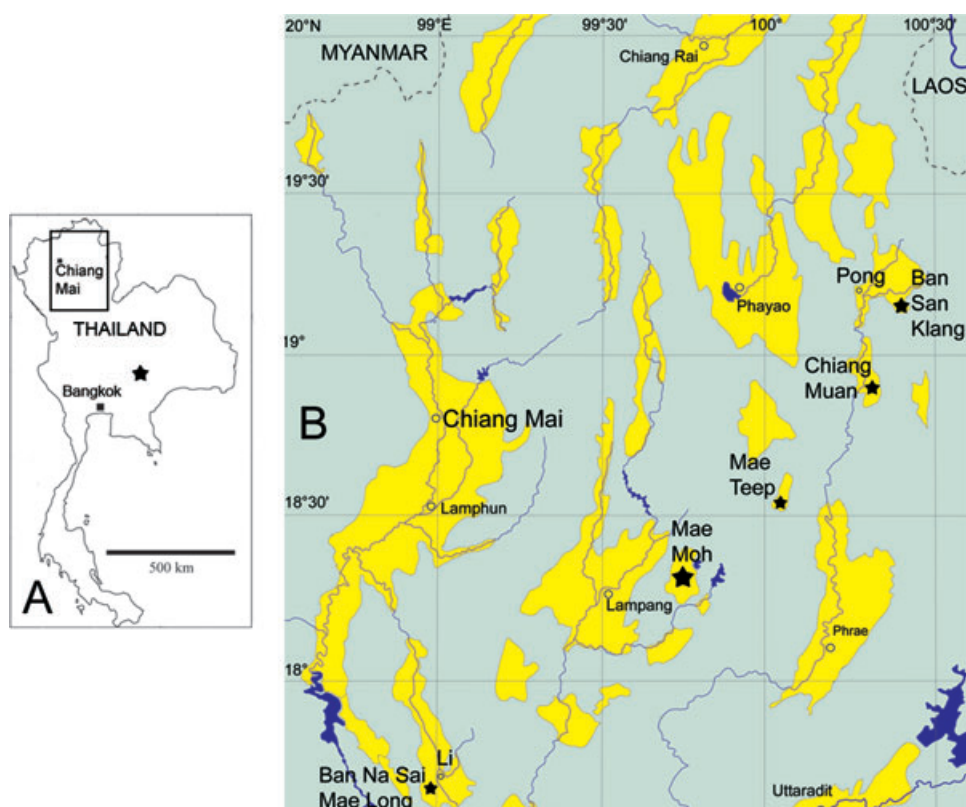 Chiang
Mai
THAILAND
Bangkok
500 km
A
20°N 99°E 99°30' 100° 100°30'
MYANMAR
Chiang Rai
LAOS
19°30'
Pong
Ban
San
Klang
Phayao
19°
Chiang
Muan
B
Chiang Mai
Mae
Teep
18°30'
Lamphun
Mae
Moh
Lampang
Phrae
18°
Li
Ban Na Sai
Mae Long
Uttaradit